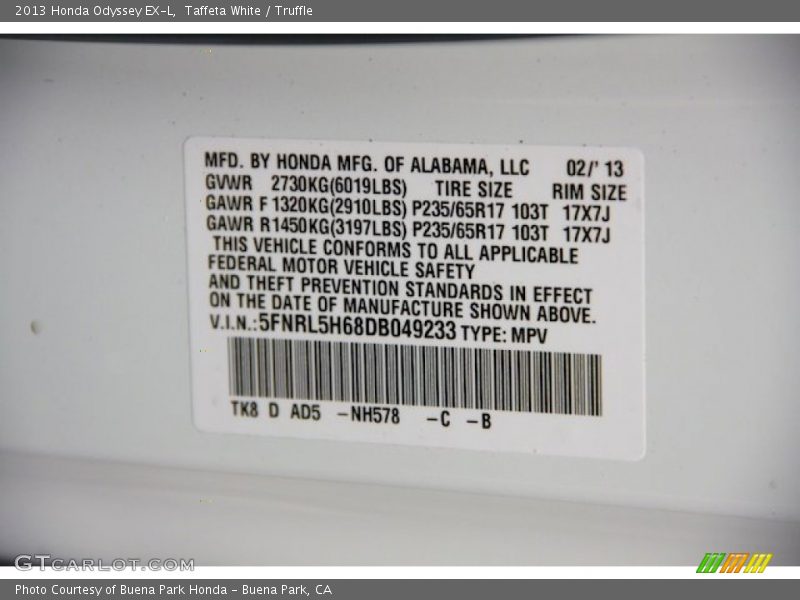 2013 Honda Odyssey EX-L, Taffeta White / Truffle
MFD. BY HONDA MFG. OF ALABAMA, LLC 02/' 13
GVWR 2730KG(6019LBS) TIRE SIZE RIM SIZE
GAWR F 1320KG(2910LBS) P235/65R17 103T 17X7J
GAWR R1450KG(3197LBS) P235/65R17 103T 17X7J
THIS VEHICLE CONFORMS TO ALL APPLICABLE
FEDERAL MOTOR VEHICLE SAFETY
AND THEFT PREVENTION STANDARDS IN EFFECT
ON THE DATE OF MANUFACTURE SHOWN ABOVE.
V.I.N.:5FNRL5H68DB049233 TYPE: MPV
TK8 D AD5 -NH578 -C -B
GTCARLOT.COM
Photo Courtesy of Buena Park Honda - Buena Park, CA